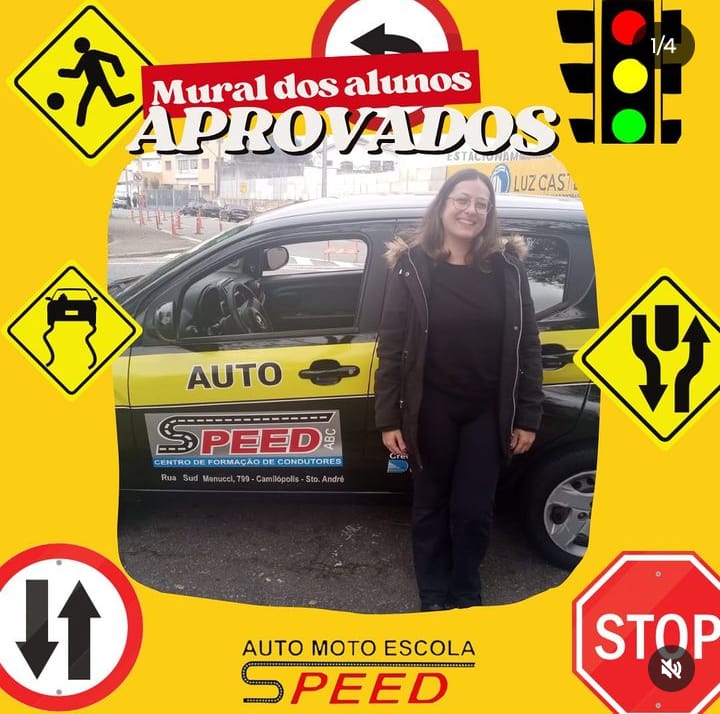 1/4
Mural dos alunos
APROVADOS
ESTACIONAM
LUZ CAST
AUTO
SPEED ABC
CENTRO DE FORMAÇÃO DE CONDUTORES
Rua Sud Menucci, 799 - Camilópolis - Sto. André
STOP
AUTO MOTO ESCOLA
SPEED